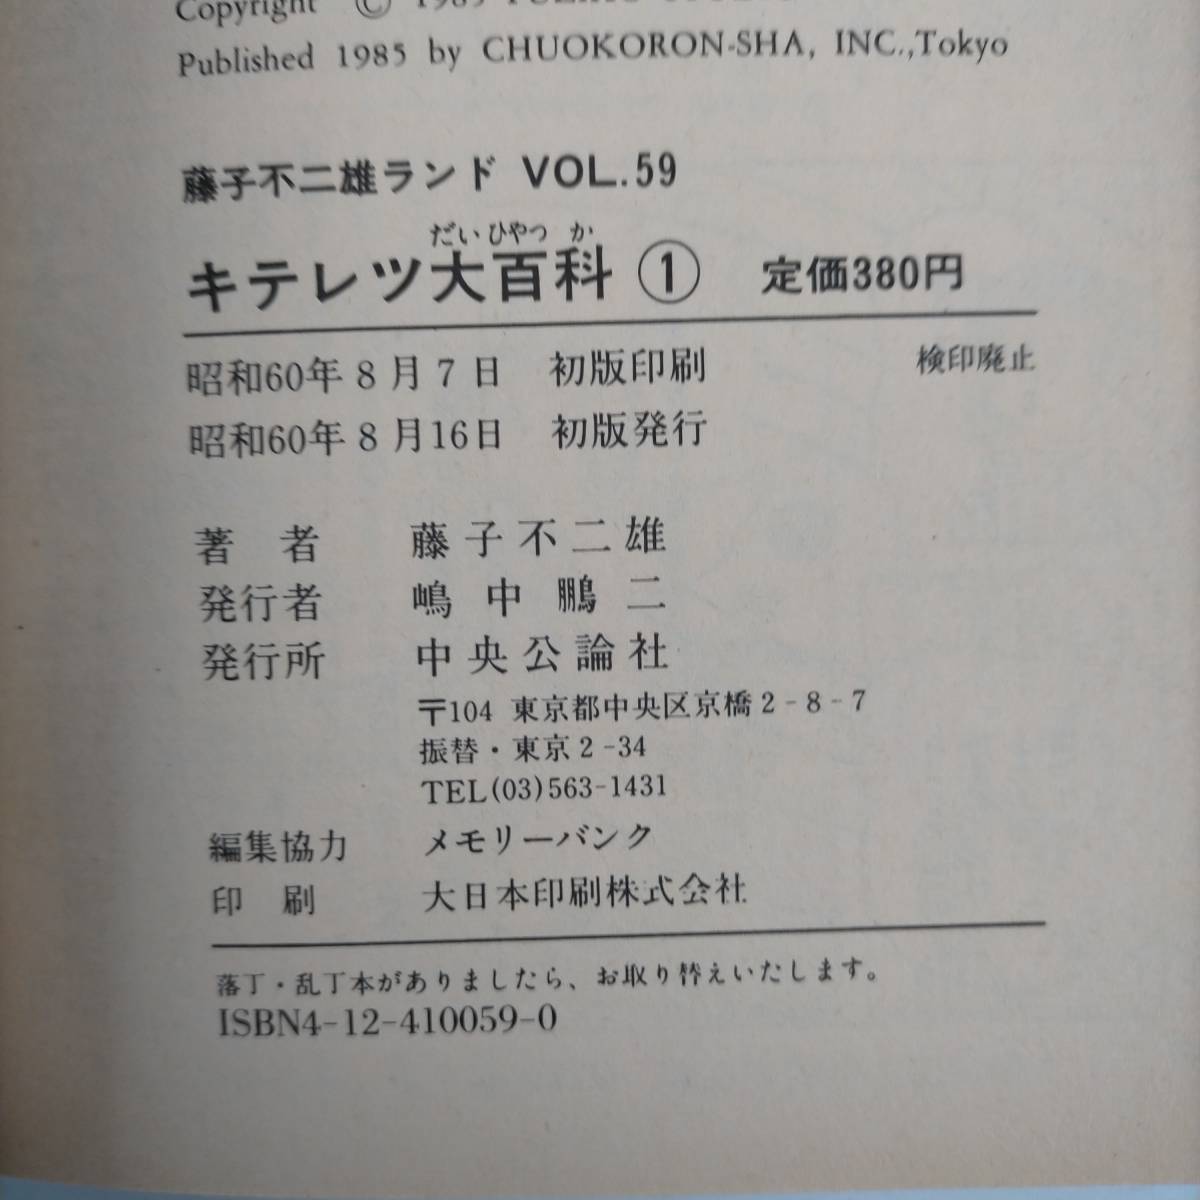 Copyright © 1985
Published 1985 by CHUOKORON-SHA, INC.,Tokyo
藤子不二雄ランド VOL.59
だいひやつか
キテレツ大百科 ① 定価380円
昭和60年8月7日 初版印刷 検印廃止
昭和60年8月16日 初版発行
著者 藤子不二雄
発行者 嶋中鵬二
発行所 中央公論社
〒104 東京都中央区京橋2-8-7
振替・東京2-34
TEL(03)563-1431
編集協力 メモリーバンク
印刷 大日本印刷株式会社
落丁・乱丁本がありましたら、お取り替えいたします。
ISBN4-12-410059-0